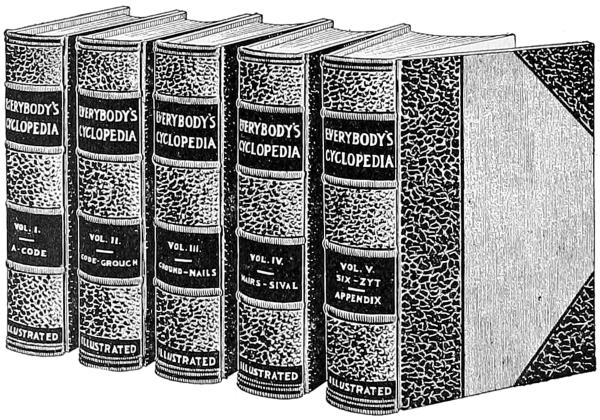 EVERYBODY'S
CYCLOPEDIA
VOL. I.
A-CODE
ILLUSTRATED
EVERYBODY'S
CYCLOPEDIA
VOL. II.
CODE-GROUCH
ILLUSTRATED
EVERYBODY'S
CYCLOPEDIA
VOL. III.
GROUND-NAILS
ILLUSTRATED
EVERYBODY'S
CYCLOPEDIA
VOL. IV.
NAIRS-SIVAL
ILLUSTRATED
EVERYBODY'S
CYCLOPEDIA
VOL. V.
SIX-ZYT
APPENDIX
ILLUSTRATED